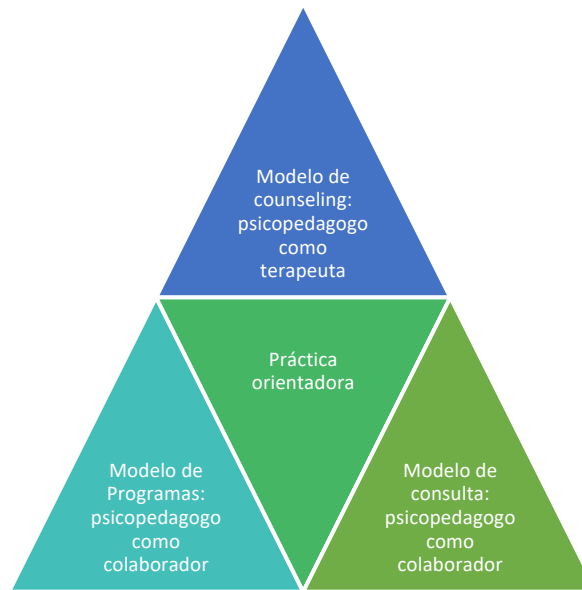 Modelo de
counseling:
psicopedagogo
como
terapeuta
Práctica
orientadora
Modelo de
Programas:
psicopedagogo
como
colaborador
Modelo de
consulta:
psicopedagogo
como
colaborador